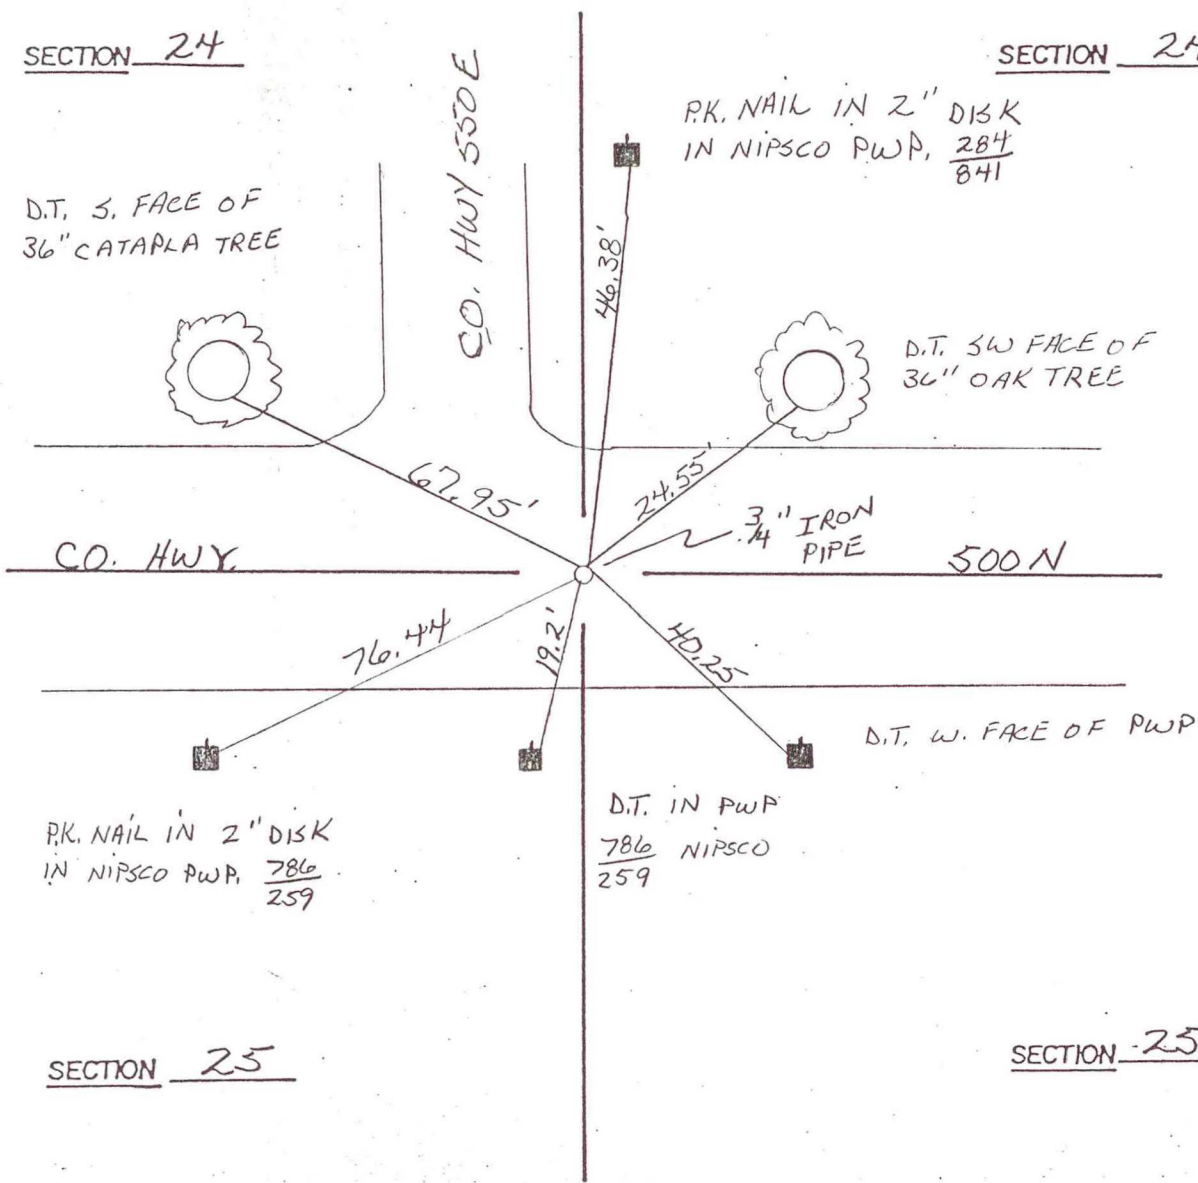 SECTION 24
SECTION 24
P.K. NAIL IN 2" DISK
IN NIPSCO PWP. 284/841
CO. HWY 550E
D.T. S. FACE OF
36" CATAPLA TREE
46.38'
D.T. SW FACE OF
36" OAK TREE
67.95'
24.55'
3/4" IRON
PIPE
CO. HWY.
500 N
76.44
19.2'
40.25
D.T. W. FACE OF PWP
D.T. IN PWP
786/259 NIPSCO
P.K. NAIL IN 2" DISK
IN NIPSCO PWP. 786/259
SECTION 25
SECTION 25